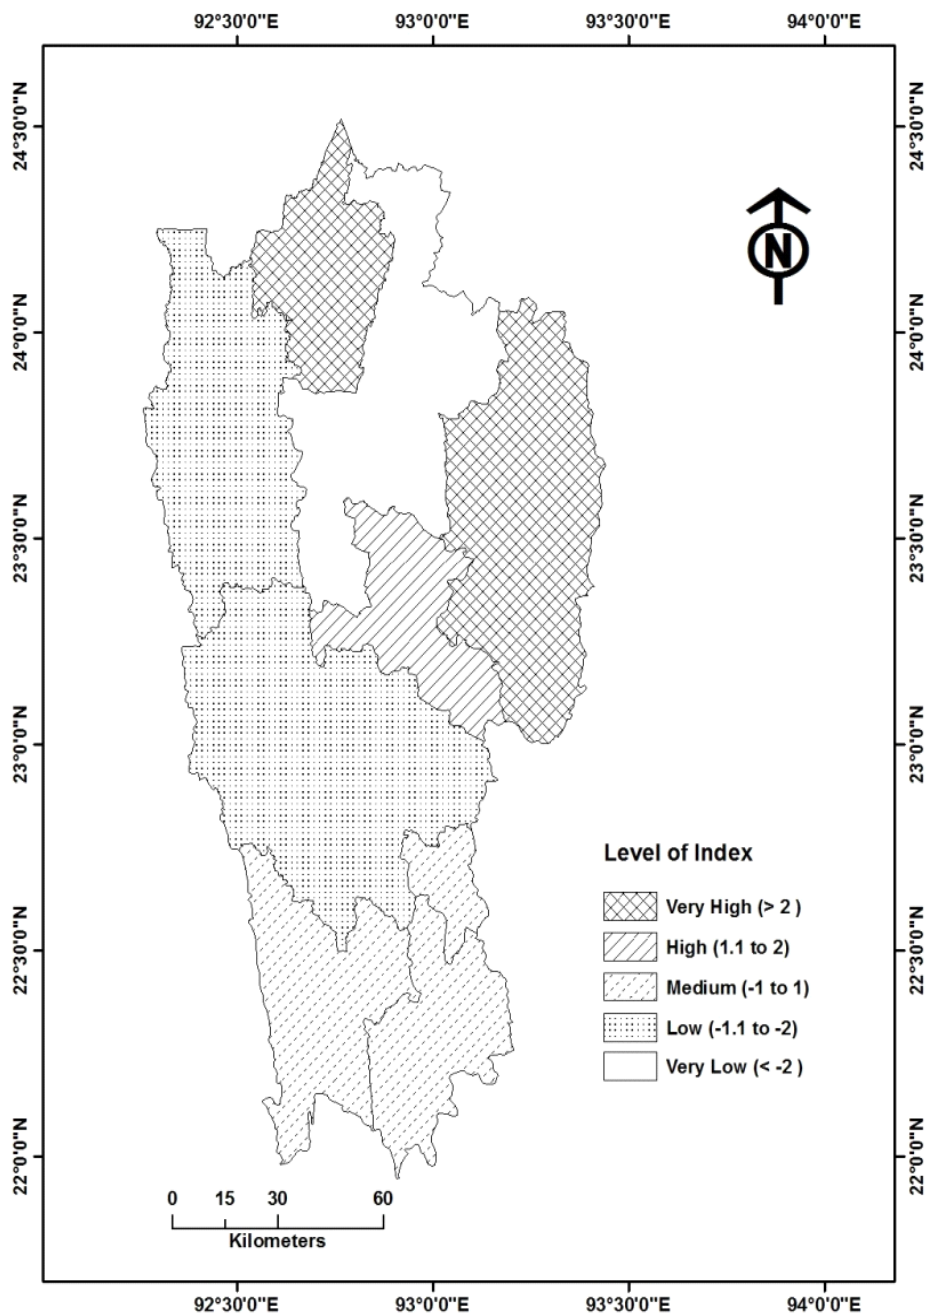 92°30'0"E 93°0'0"E 93°30'0"E 94°0'0"E
24°30'0"N 24°30'0"N
N
24°0'0"N 24°0'0"N
23°30'0"N 23°30'0"N
23°0'0"N 23°0'0"N
Level of Index
Very High (> 2 )
High (1.1 to 2)
Medium (-1 to 1)
Low (-1.1 to -2)
Very Low (< -2 )
22°30'0"N 22°30'0"N
22°0'0"N 22°0'0"N
0 15 30 60
Kilometers
92°30'0"E 93°0'0"E 93°30'0"E 94°0'0"E